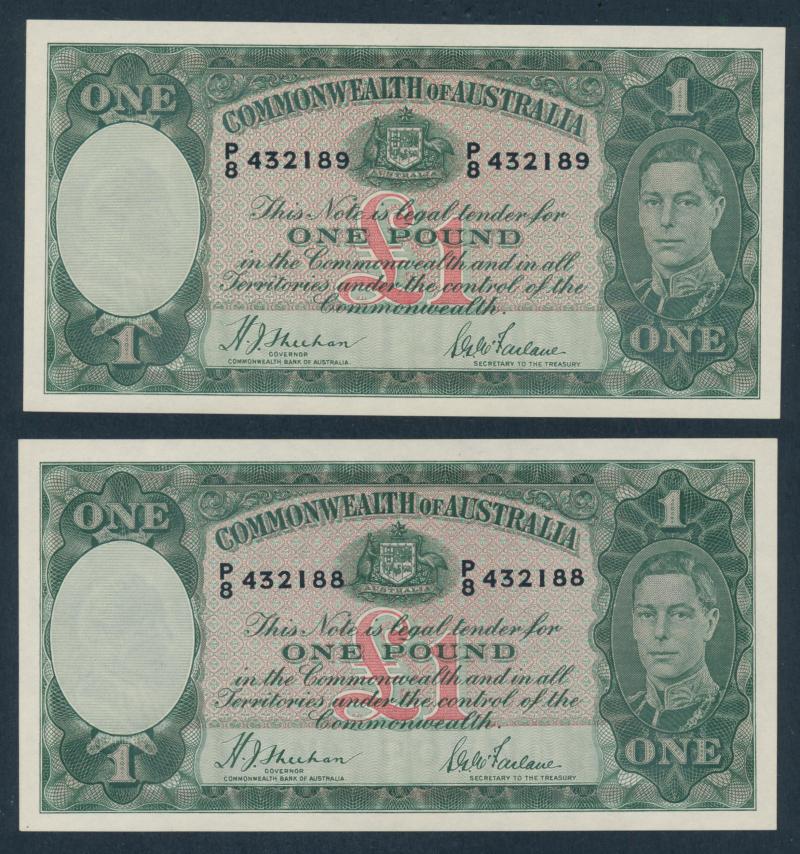 ONE
COMMONWEALTH OF AUSTRALIA
1
P/8 432189 P/8 432189
AUSTRALIA
£1
This Note is legal tender for
ONE POUND
in the Commonwealth and in all
Territories under the control of the
Commonwealth.
1
ONE
H.J. Sheehan
GOVERNOR
COMMONWEALTH BANK OF AUSTRALIA.
S.G. McFarlane
SECRETARY TO THE TREASURY.
ONE
COMMONWEALTH OF AUSTRALIA
1
P/8 432188 P/8 432188
AUSTRALIA
£1
This Note is legal tender for
ONE POUND
in the Commonwealth and in all
Territories under the control of the
Commonwealth.
1
ONE
H.J. Sheehan
GOVERNOR
COMMONWEALTH BANK OF AUSTRALIA.
S.G. McFarlane
SECRETARY TO THE TREASURY.